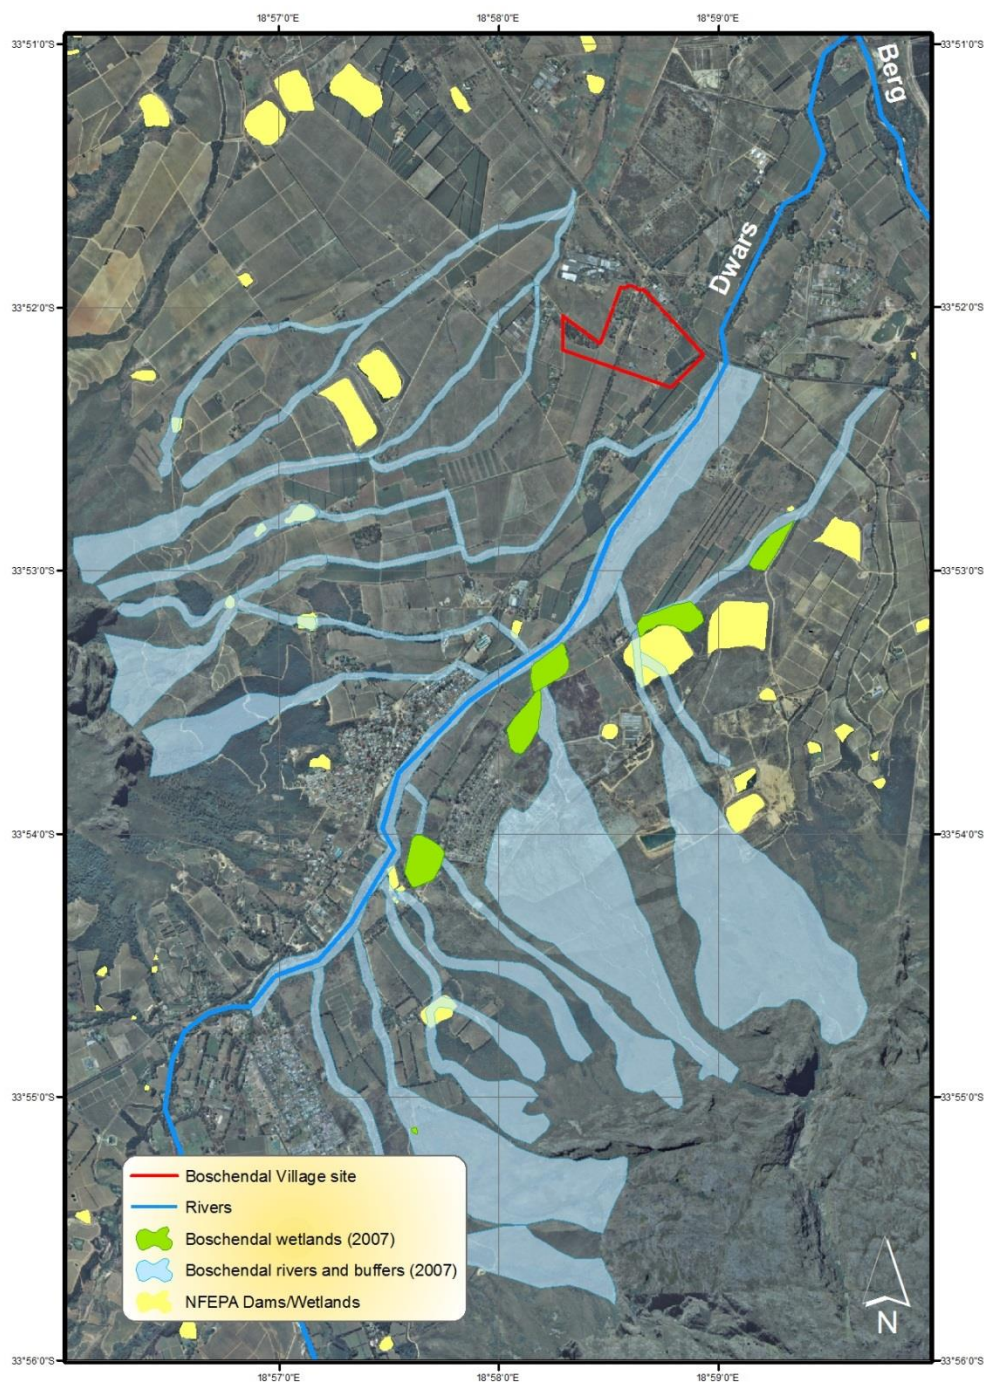 18°57'0"E 18°58'0"E 18°59'0"E
33°51'0"S 33°51'0"S
Berg
Dwars
33°52'0"S 33°52'0"S
33°53'0"S 33°53'0"S
33°54'0"S 33°54'0"S
33°55'0"S 33°55'0"S
Boschendal Village site
Rivers
Boschendal wetlands (2007)
Boschendal rivers and buffers (2007)
NFEPA Dams/Wetlands
N
33°56'0"S 33°56'0"S
18°57'0"E 18°58'0"E 18°59'0"E